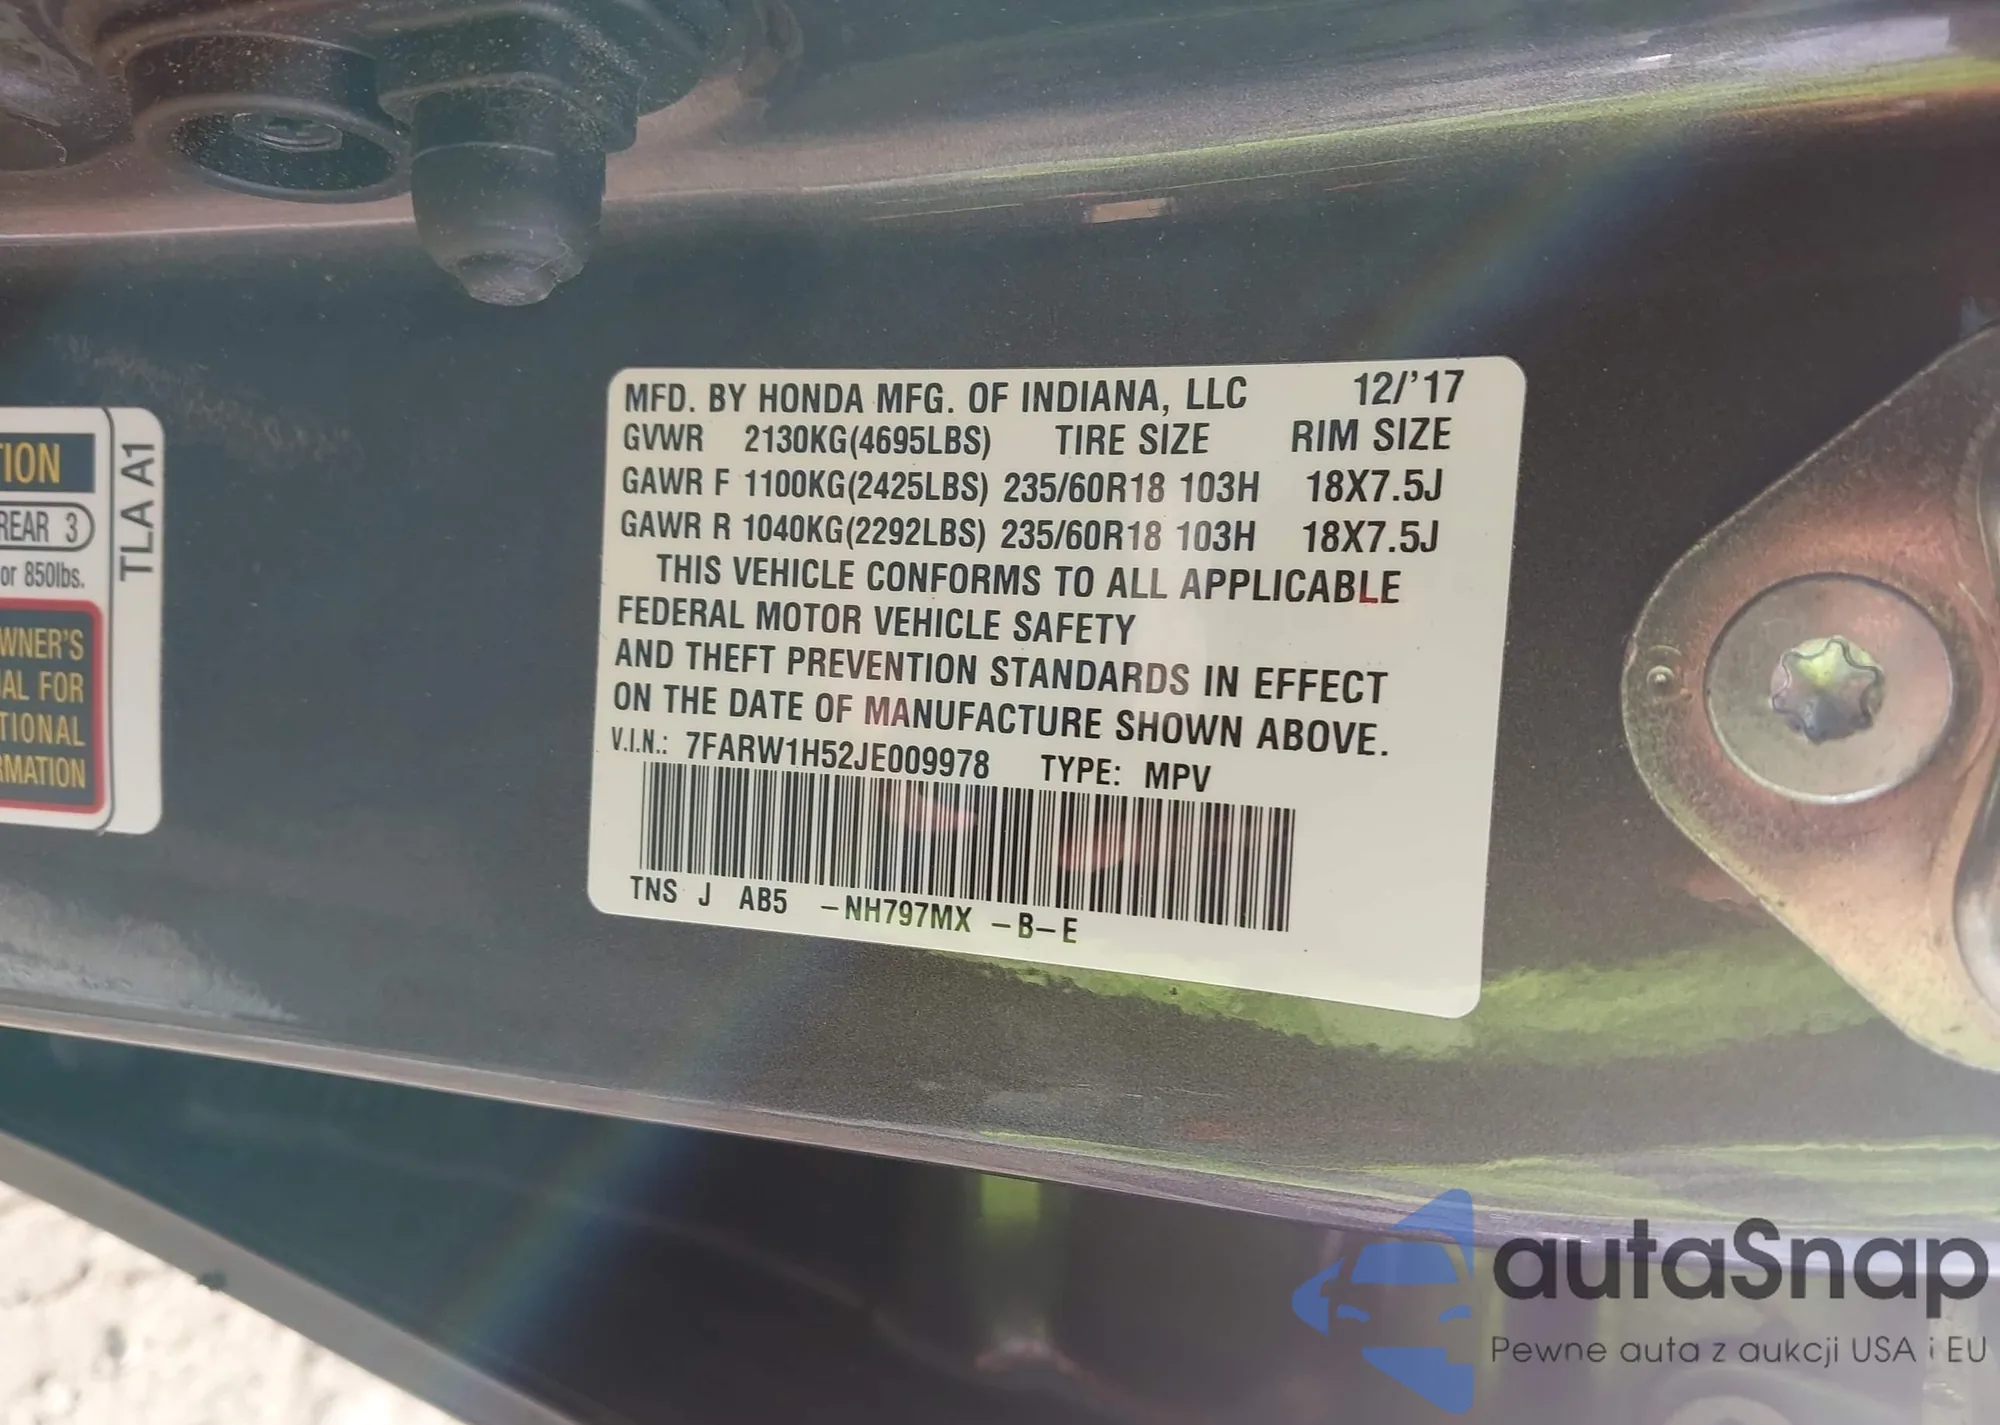 MFD. BY HONDA MFG. OF INDIANA, LLC 12/'17
GVWR 2130KG(4695LBS) TIRE SIZE RIM SIZE
GAWR F 1100KG(2425LBS) 235/60R18 103H 18X7.5J
GAWR R 1040KG(2292LBS) 235/60R18 103H 18X7.5J
THIS VEHICLE CONFORMS TO ALL APPLICABLE
FEDERAL MOTOR VEHICLE SAFETY
AND THEFT PREVENTION STANDARDS IN EFFECT
ON THE DATE OF MANUFACTURE SHOWN ABOVE.
V.I.N.: 7FARW1H52JE009978 TYPE: MPV
TNS J AB5 –NH797MX –B–E
TION
REAR 3
or 850lbs.
WNER'S
AL FOR
TIONAL
RMATION
TLA A1
autaSnap
Pewne auta z aukcji USA i EU